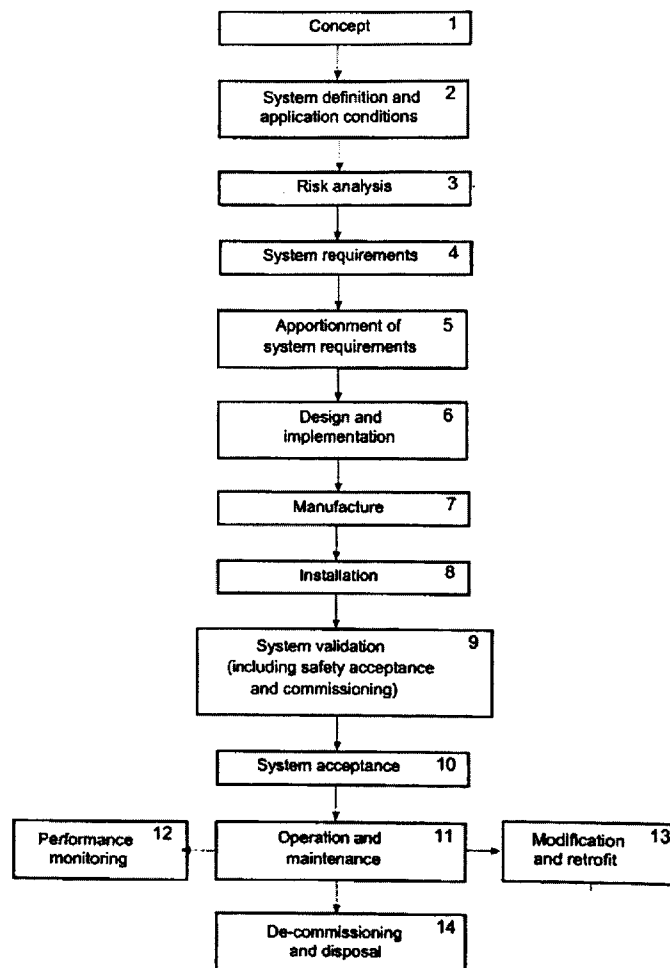 Concept 1
System definition and 2
application conditions
Risk analysis 3
System requirements 4
Apportionment of 5
system requirements
Design and 6
implementation
Manufacture 7
Installation 8
System validation 9
(including safety acceptance
and commissioning)
System acceptance 10
Performance 12
monitoring
Operation and 11
maintenance
Modification 13
and retrofit
De-commissioning 14
and disposal